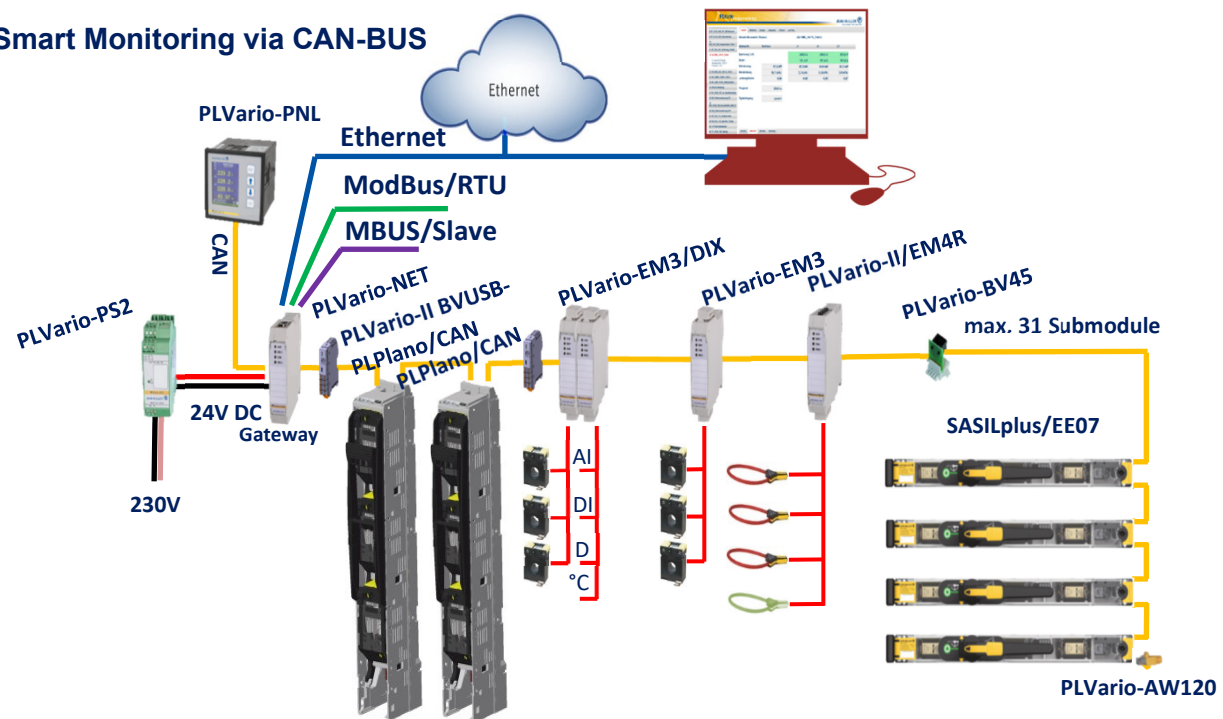 Smart Monitoring via CAN-BUS
Ethernet
PLVario-PNL
Ethernet
ModBus/RTU
MBUS/Slave
CAN
PLVario-PS2
PLVario-NET
PLVario-II BVUSB-
PLPlano/CAN
PLPlano/CAN
PLVario-EM3/DIX
PLVario-EM3
PLVario-II/EM4R
PLVario-BV45
max. 31 Submodule
24V DC
Gateway
230V
AI
DI
D
°C
SASILplus/EE07
PLVario-AW120